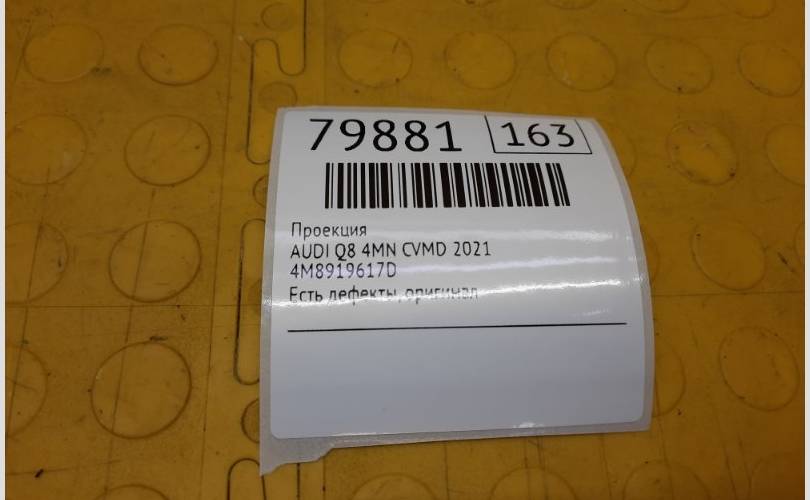 79881 163
Проекция
AUDI Q8 4MN CVMD 2021
4M8919617D
Есть дефекты, оригинал